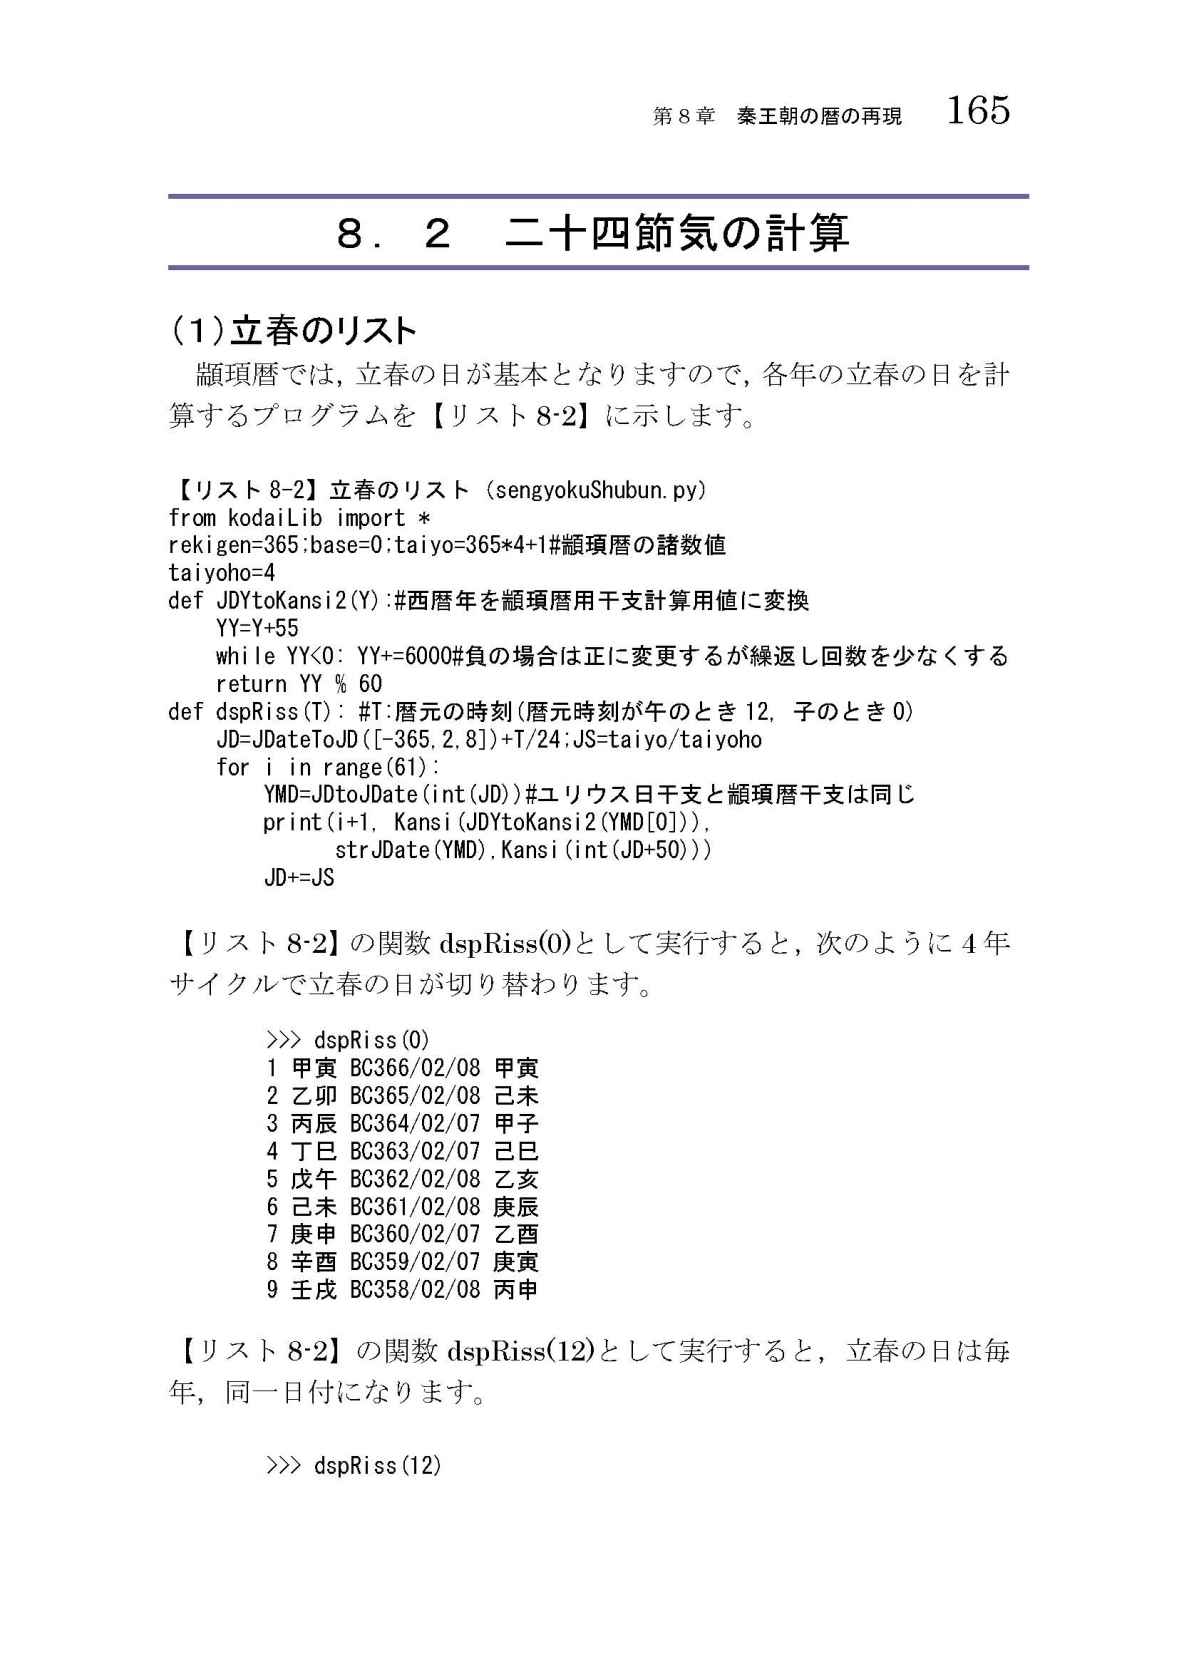 第8章　秦王朝の暦の再現　165
８．２　二十四節気の計算
(1)立春のリスト
顓頊暦では，立春の日が基本となりますので，各年の立春の日を計
算するプログラムを【リスト8-2】に示します。
【リスト8-2】立春のリスト（sengyokuShubun.py）
from kodaiLib import *
rekigen=365;base=0;taiyo=365*4+1#顓頊暦の諸数値
taiyoho=4
def JDYtoKansi2(Y):#西暦年を顓頊暦用干支計算用値に変換
    YY=Y+55
    while YY<0: YY+=6000#負の場合は正に変更するが繰返し回数を少なくする
    return YY % 60
def dspRiss(T): #T:暦元の時刻(暦元時刻が午のとき12，子のとき0)
    JD=JDateToJD([-365,2,8])+T/24;JS=taiyo/taiyoho
    for i in range(61):
        YMD=JDtoJDate(int(JD))#ユリウス日干支と顓頊暦干支は同じ
        print(i+1, Kansi(JDYtoKansi2(YMD[0])),
              strJDate(YMD),Kansi(int(JD+50)))
        JD+=JS
【リスト8-2】の関数dspRiss(0)として実行すると，次のように4年
サイクルで立春の日が切り替わります。
>>> dspRiss(0)
1 甲寅 BC366/02/08 甲寅
2 乙卯 BC365/02/08 己未
3 丙辰 BC364/02/07 甲子
4 丁巳 BC363/02/07 己巳
5 戊午 BC362/02/08 乙亥
6 己未 BC361/02/08 庚辰
7 庚申 BC360/02/07 乙酉
8 辛酉 BC359/02/07 庚寅
9 壬戌 BC358/02/08 丙申
【リスト8-2】の関数dspRiss(12)として実行すると，立春の日は毎
年，同一日付になります。
>>> dspRiss(12)